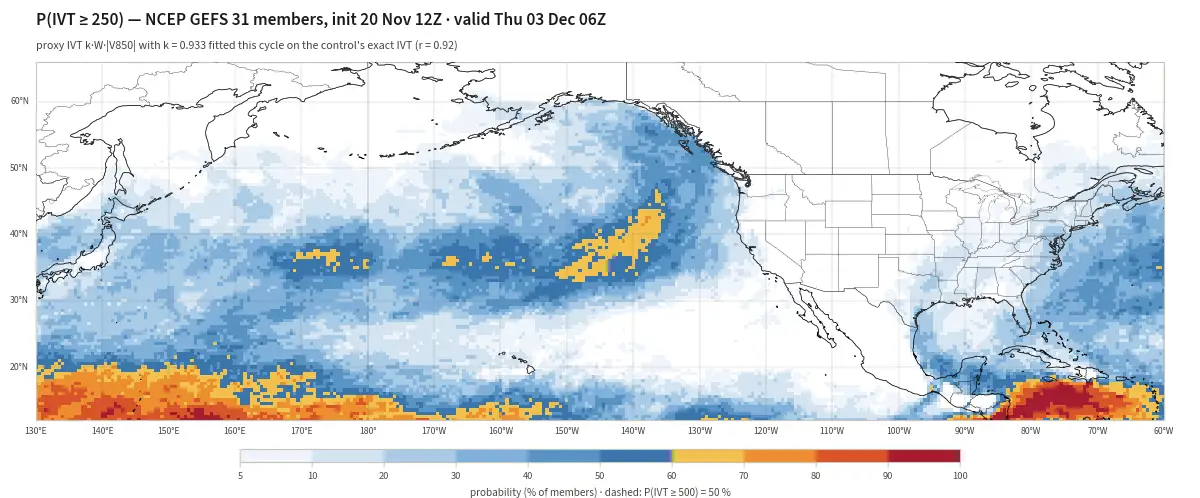 P(IVT ≥ 250) — NCEP GEFS 31 members, init 20 Nov 12Z · valid Thu 03 Dec 06Z
proxy IVT k·W·|V850| with k = 0.933 fitted this cycle on the control's exact IVT (r = 0.92)
60°N
50°N
40°N
30°N
20°N
130°E 140°E 150°E 160°E 170°E 180° 170°W 160°W 150°W 140°W 130°W 120°W 110°W 100°W 90°W 80°W 70°W 60°W
5 10 20 30 40 50 60 70 80 90 100
probability (% of members) · dashed: P(IVT ≥ 500) = 50 %